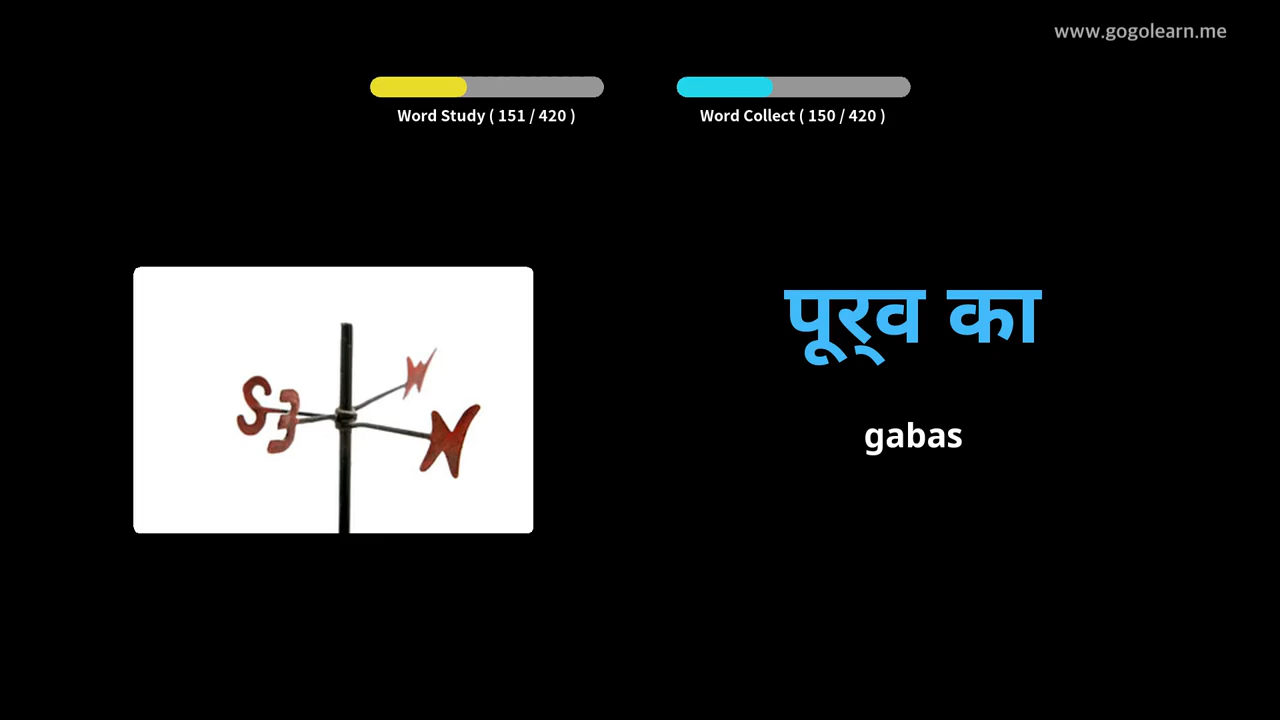 www.gogolearn.me
Word Study ( 151 / 420 )
Word Collect ( 150 / 420 )
पूर्‌व का
gabas
S E W N